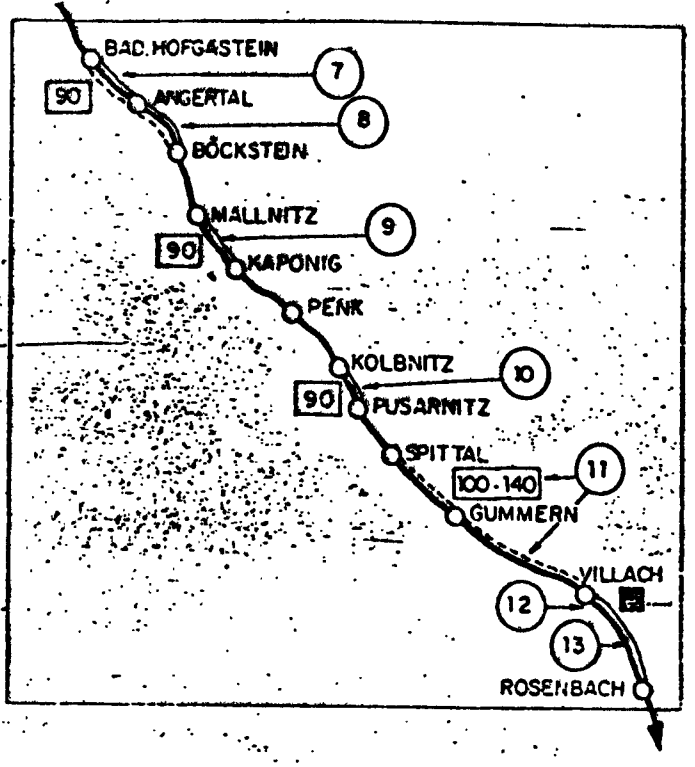 BAD.HOFGASTEIN
7
90
ANGERTAL
8
BÖCKSTEIN
MALLNITZ
9
90
KAPONIG
PENK
KOLBNITZ
10
90
PUSARNITZ
SPITTAL
11
100-140
GUMMERN
VILLACH
12
13
ROSENBACH